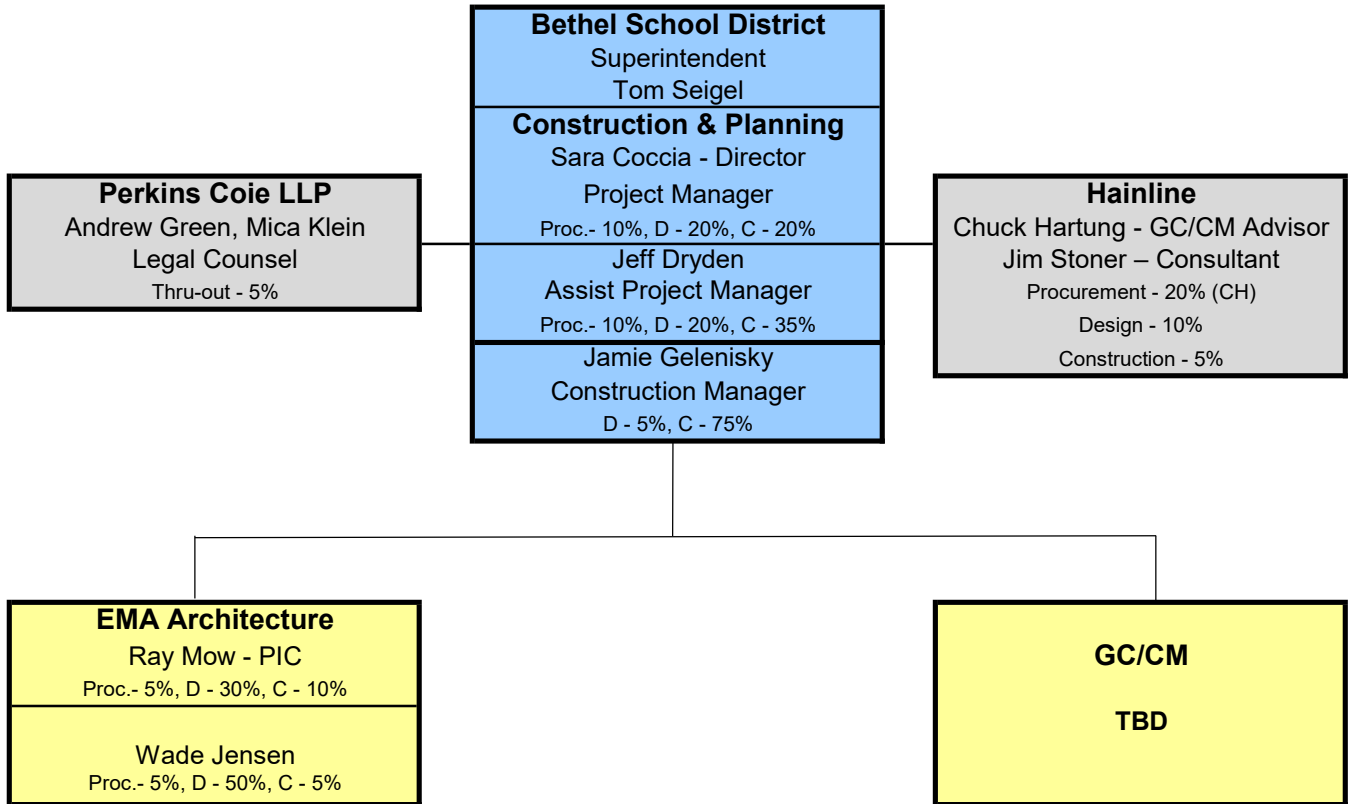 Bethel School District
Superintendent
Tom Seigel
Construction & Planning
Sara Coccia - Director
Project Manager
Proc.- 10%, D - 20%, C - 20%
Jeff Dryden
Assist Project Manager
Proc.- 10%, D - 20%, C - 35%
Jamie Gelenisky
Construction Manager
D - 5%, C - 75%
Perkins Coie LLP
Andrew Green, Mica Klein
Legal Counsel
Thru-out - 5%
Hainline
Chuck Hartung - GC/CM Advisor
Jim Stoner – Consultant
Procurement - 20% (CH)
Design - 10%
Construction - 5%
EMA Architecture
Ray Mow - PIC
Proc.- 5%, D - 30%, C - 10%
Wade Jensen
Proc.- 5%, D - 50%, C - 5%
GC/CM
TBD